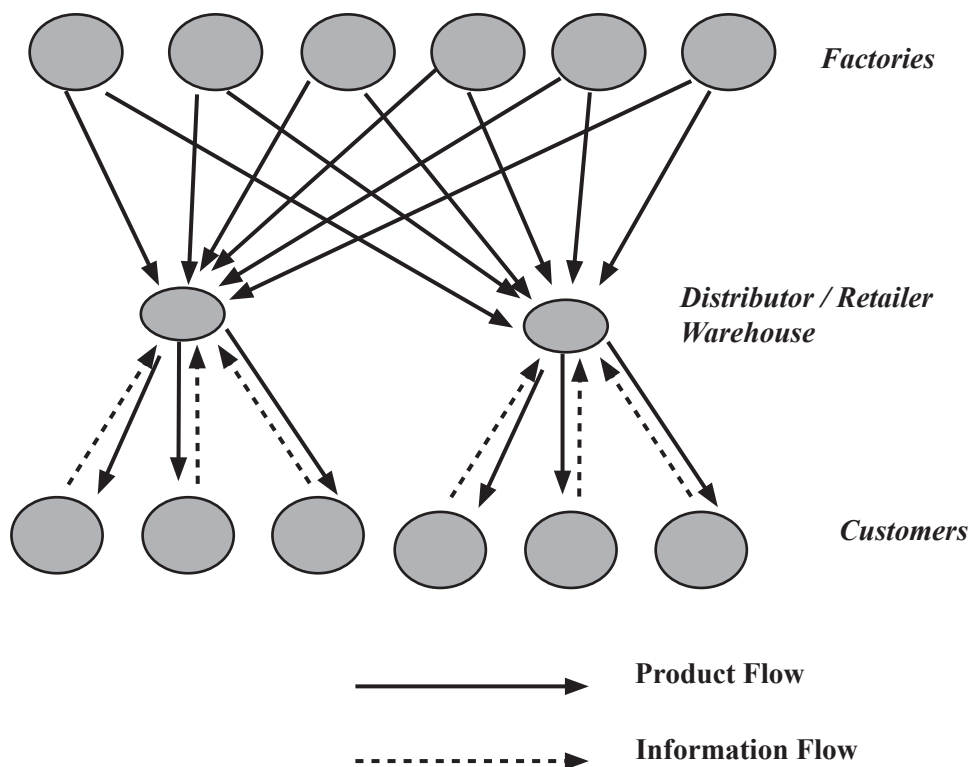 Factories
Distributor / Retailer
Warehouse
Customers
Product Flow
Information Flow